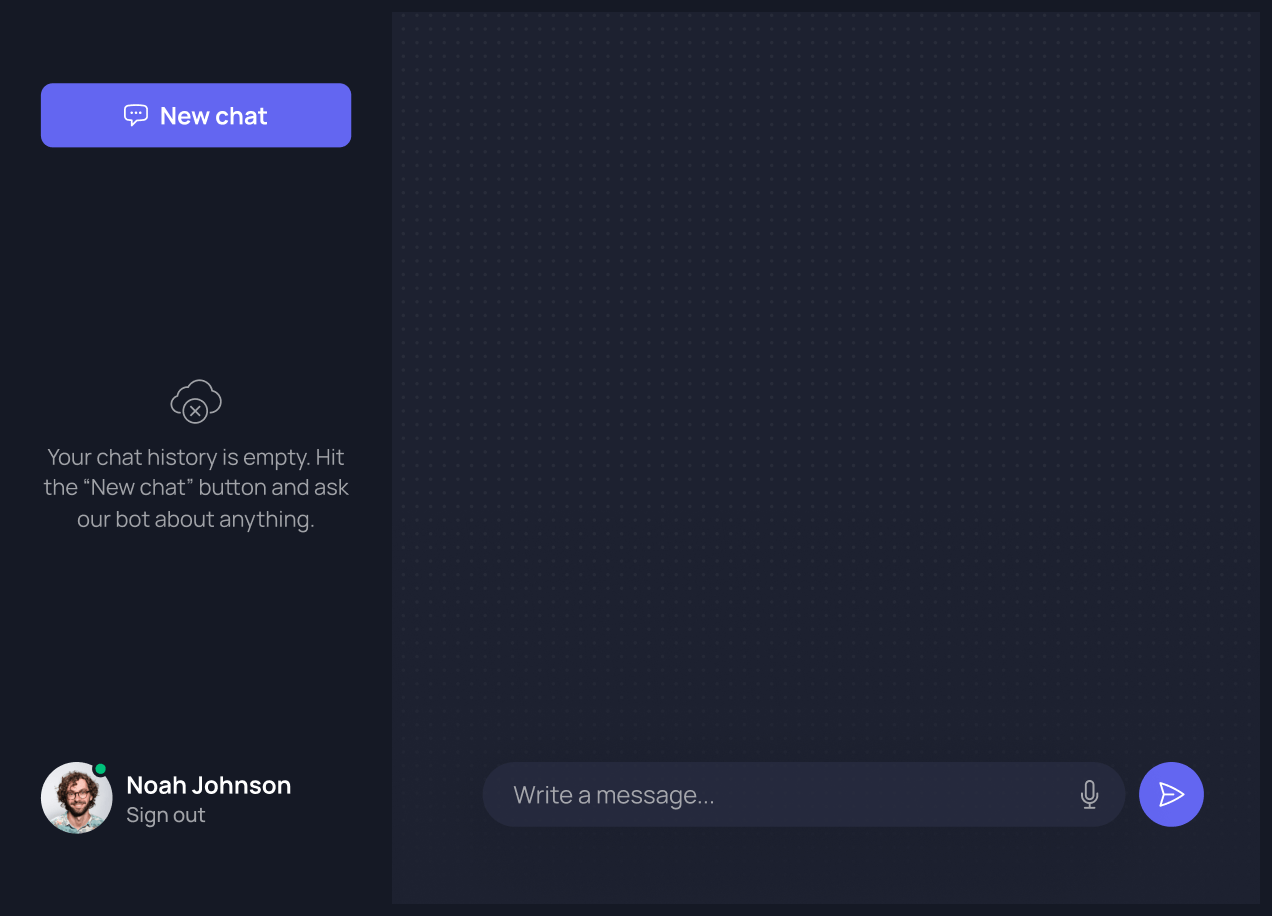 New chat
Your chat history is empty. Hit
the “New chat” button and ask
our bot about anything.
Noah Johnson
Sign out
Write a message...